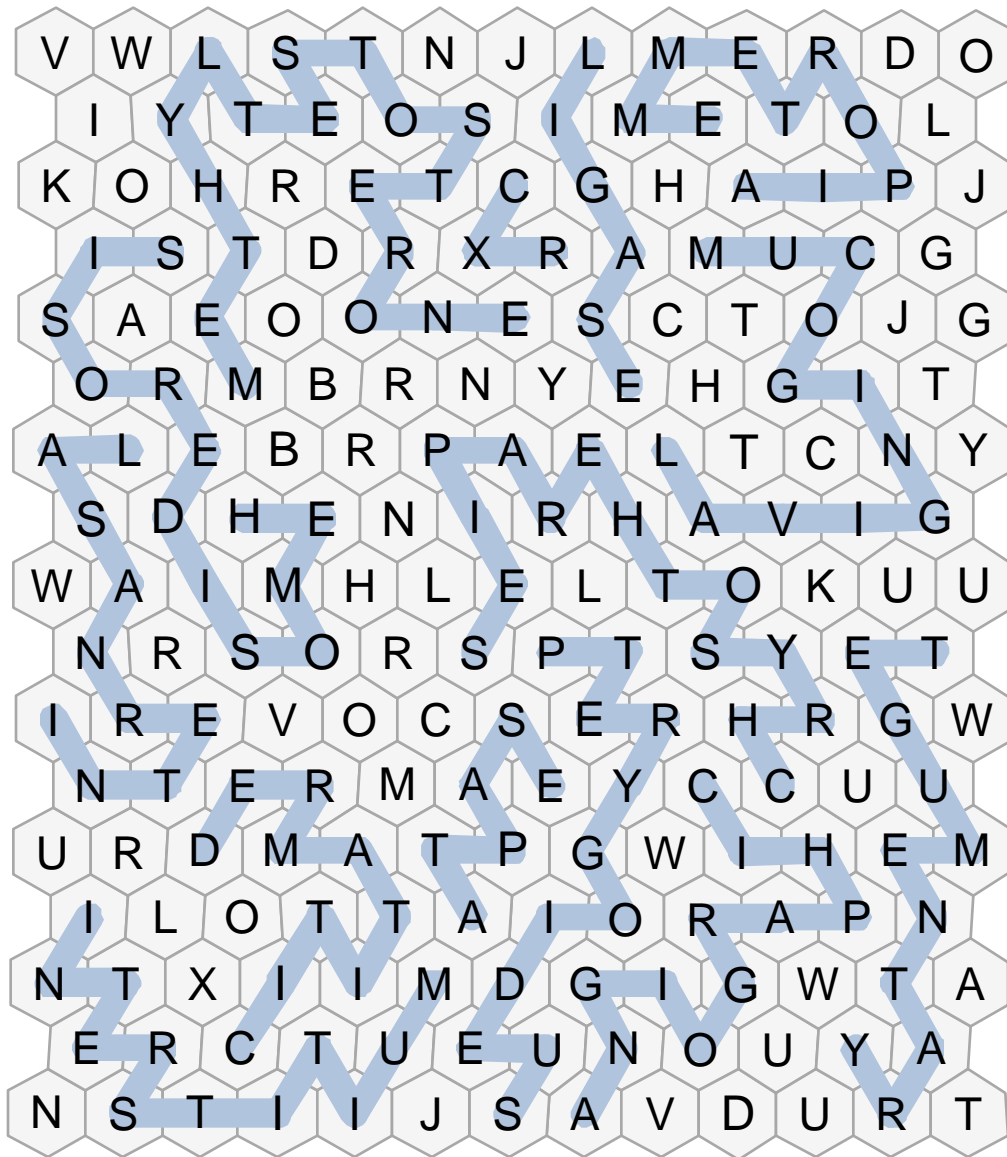 V W L S T N J L M E R D O
I Y T E O S I M E T O L
K O H R E T C G H A I P J
I S T D R X R A M U C G
S A E O O N E S C T O J G
O R M B R N Y E H G I T
A L E B R P A E L T C N Y
S D H E N I R H A V I G
W A I M H L E L T O K U U
N R S O R S P T S Y E T
I R E V O C S E R H R G W
N T E R M A E Y C C U U
U R D M A T P G W I H E M
I L O T T A I O R A P N
N T X I I M D G I G W T A
E R C T U E U N O U Y A
N S T I I J S A V D U R T